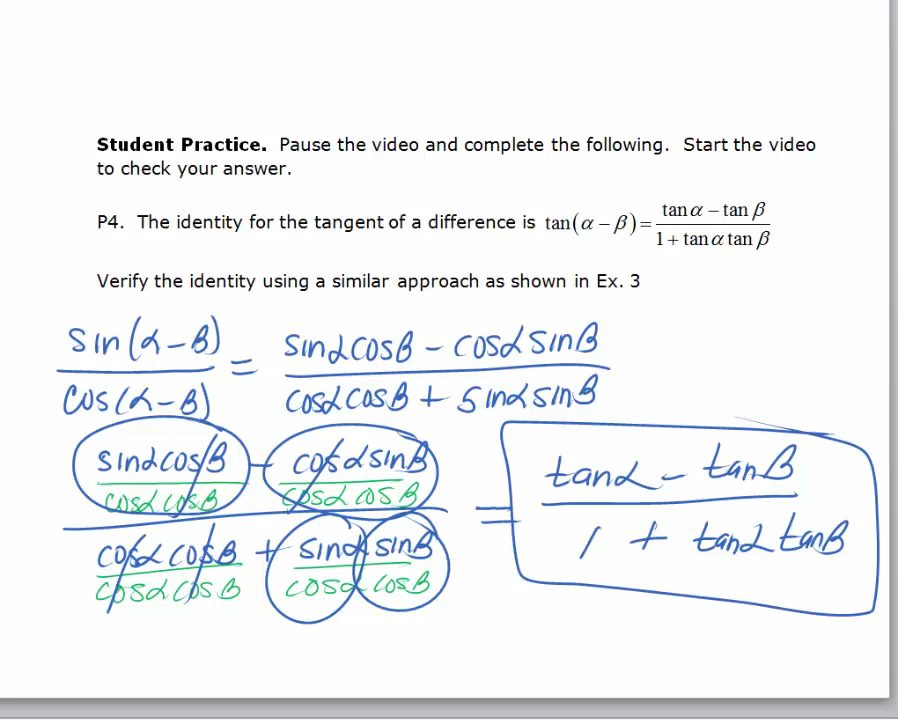 Student Practice. Pause the video and complete the following. Start the video
to check your answer.
P4. The identity for the tangent of a difference is tan(α − β) = (tan α − tan β)/(1 + tan α tan β)
Verify the identity using a similar approach as shown in Ex. 3
sin(α − β)/cos(α − β) = (sinα cosβ − cosα sinβ)/(cosα cosβ + sinα sinβ)
(sinα cosβ/cosα cosβ − cosα sinβ/cosα cosβ)/(cosα cosβ/cosα cosβ + sinα sinβ/cosα cosβ) = (tanα − tanβ)/(1 + tanα tanβ)